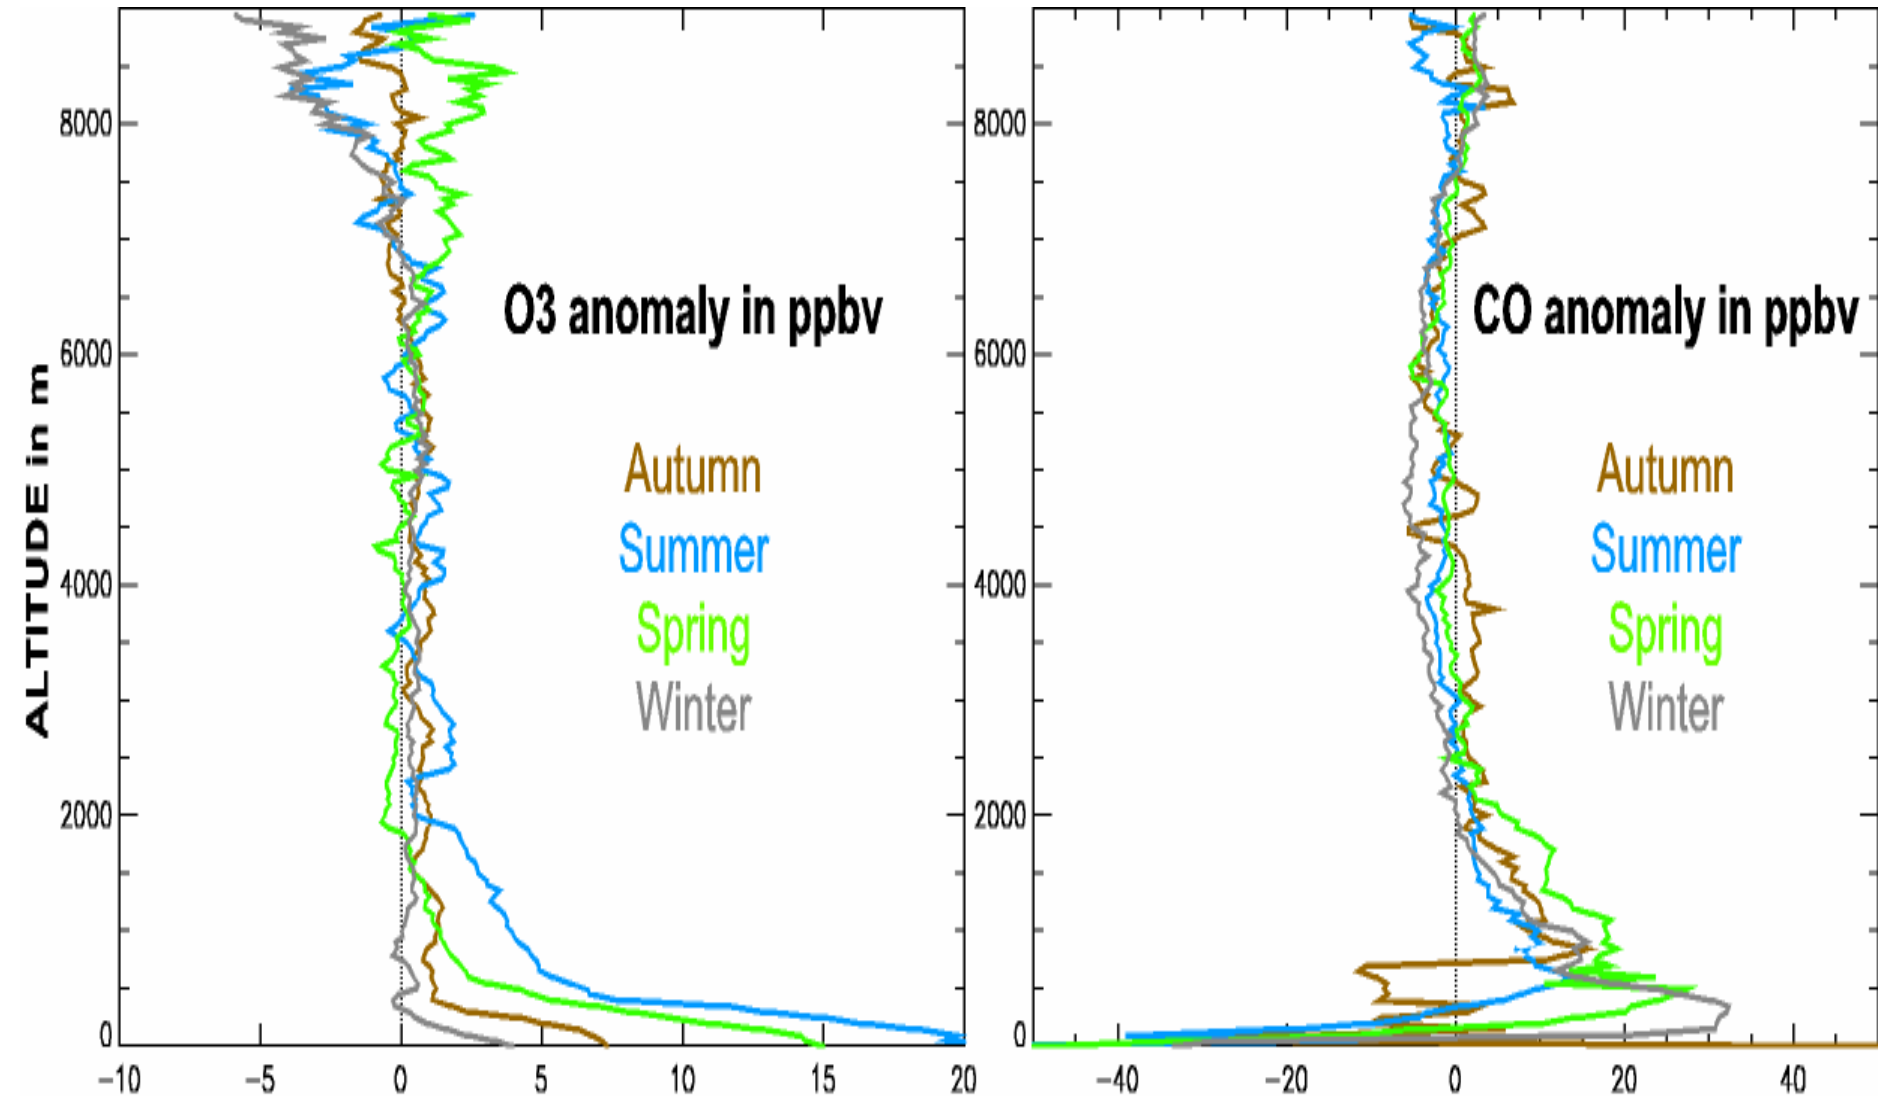 ALTITUDE in m
8000
6000
4000
2000
0
−10
−5
0
5
10
15
20
O3 anomaly in ppbv
Autumn
Summer
Spring
Winter
8000
6000
4000
2000
0
−40
−20
0
20
40
CO anomaly in ppbv
Autumn
Summer
Spring
Winter